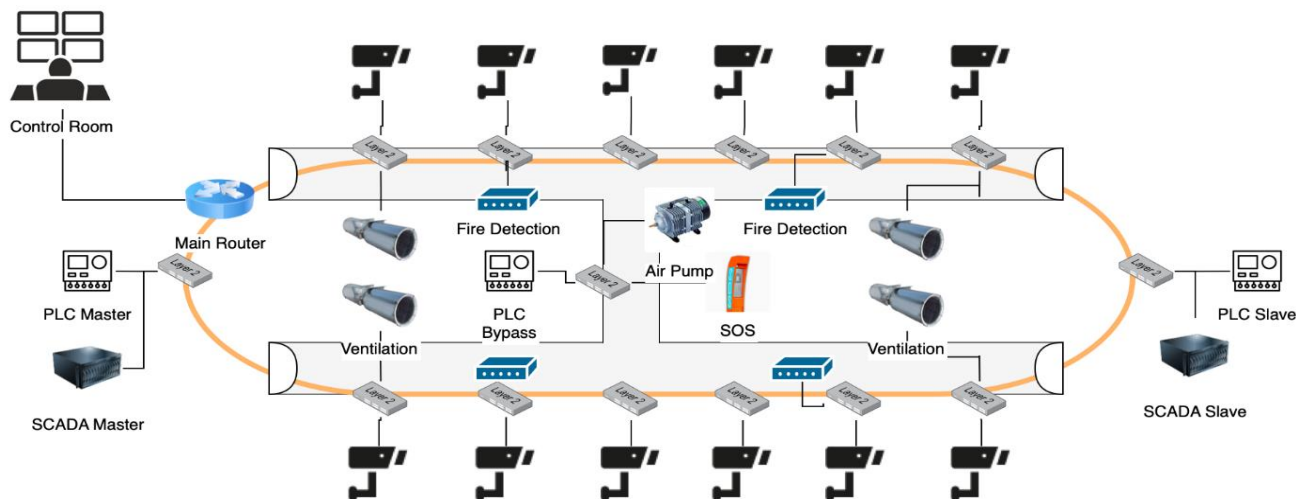 Control Room
Layer 2
Layer 2
Layer 2
Layer 2
Layer 2
Layer 2
Main Router
Fire Detection
Fire Detection
Layer 2
PLC Master
Layer 2
Air Pump
Layer 2
PLC Slave
PLC
Bypass
SOS
Ventilation
Ventilation
SCADA Master
SCADA Slave
Layer 2
Layer 2
Layer 2
Layer 2
Layer 2
Layer 2